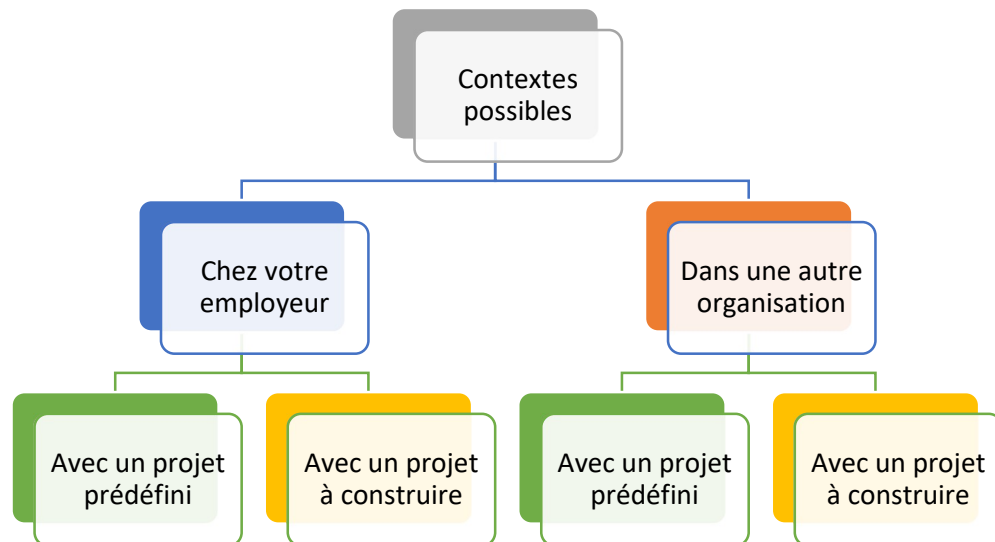 Contextes
possibles
Chez votre
employeur
Dans une autre
organisation
Avec un projet
prédéfini
Avec un projet
à construire
Avec un projet
prédéfini
Avec un projet
à construire